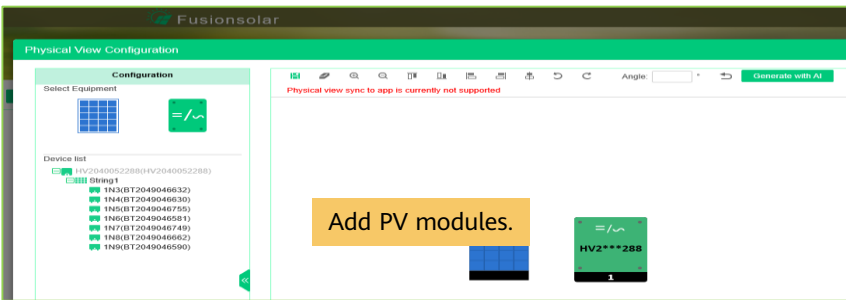 Fusionsolar
Physical View Configuration
Configuration
Select Equipment
Device list
HV2040052288(HV2040052288)
String1
1N3(BT2049046632)
1N4(BT2049046630)
1N5(BT2049046755)
1N6(BT2049046581)
1N7(BT2049046749)
1N8(BT2049046662)
1N9(BT2049046590)
Angle: °
Generate with AI
Physical view sync to app is currently not supported
Add PV modules.
HV2***288
1